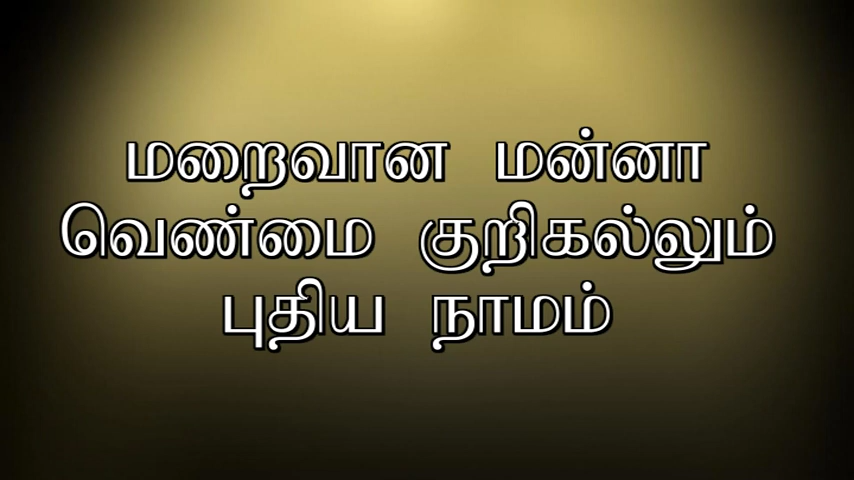 மறைவான மன்னா
வெண்மை குறிகல்லும்
புதிய நாமம்